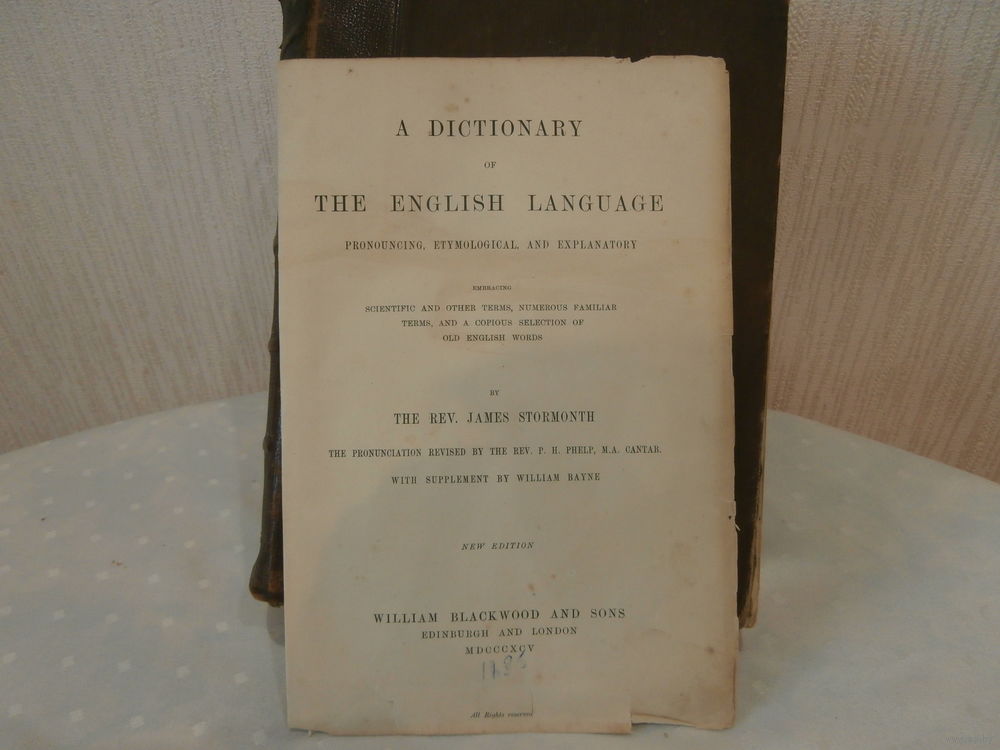 A DICTIONARY
OF
THE ENGLISH LANGUAGE
PRONOUNCING, ETYMOLOGICAL, AND EXPLANATORY
EMBRACING
SCIENTIFIC AND OTHER TERMS, NUMEROUS FAMILIAR
TERMS, AND A COPIOUS SELECTION OF
OLD ENGLISH WORDS
BY
THE REV. JAMES STORMONTH
THE PRONUNCIATION REVISED BY THE REV. P. H. PHELP, M.A. CANTAB.
WITH SUPPLEMENT BY WILLIAM BAYNE
NEW EDITION
WILLIAM BLACKWOOD AND SONS
EDINBURGH AND LONDON
MDCCCXCV
All Rights reserved